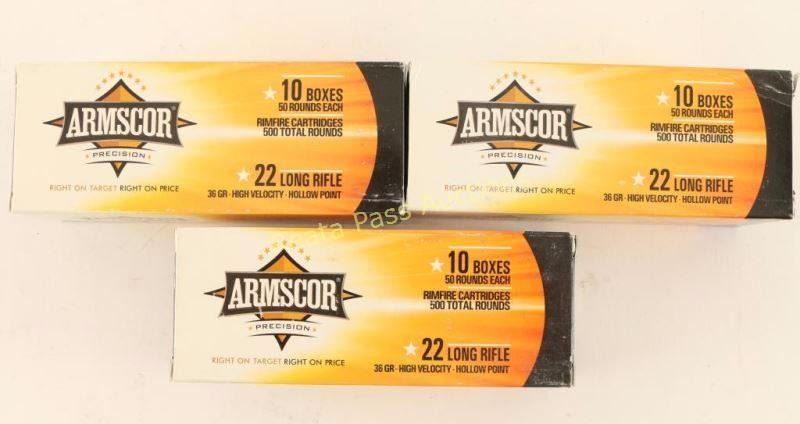 ARMSCOR
PRECISION
RIGHT ON TARGET RIGHT ON PRICE
10 BOXES
50 ROUNDS EACH
RIMFIRE CARTRIDGES
500 TOTAL ROUNDS
22 LONG RIFLE
36 GR - HIGH VELOCITY - HOLLOW POINT
ARMSCOR
PRECISION
RIGHT ON TARGET RIGHT ON PRICE
10 BOXES
50 ROUNDS EACH
RIMFIRE CARTRIDGES
500 TOTAL ROUNDS
22 LONG RIFLE
36 GR - HIGH VELOCITY - HOLLOW POINT
ARMSCOR
PRECISION
RIGHT ON TARGET RIGHT ON PRICE
10 BOXES
50 ROUNDS EACH
RIMFIRE CARTRIDGES
500 TOTAL ROUNDS
22 LONG RIFLE
36 GR - HIGH VELOCITY - HOLLOW POINT
Pass